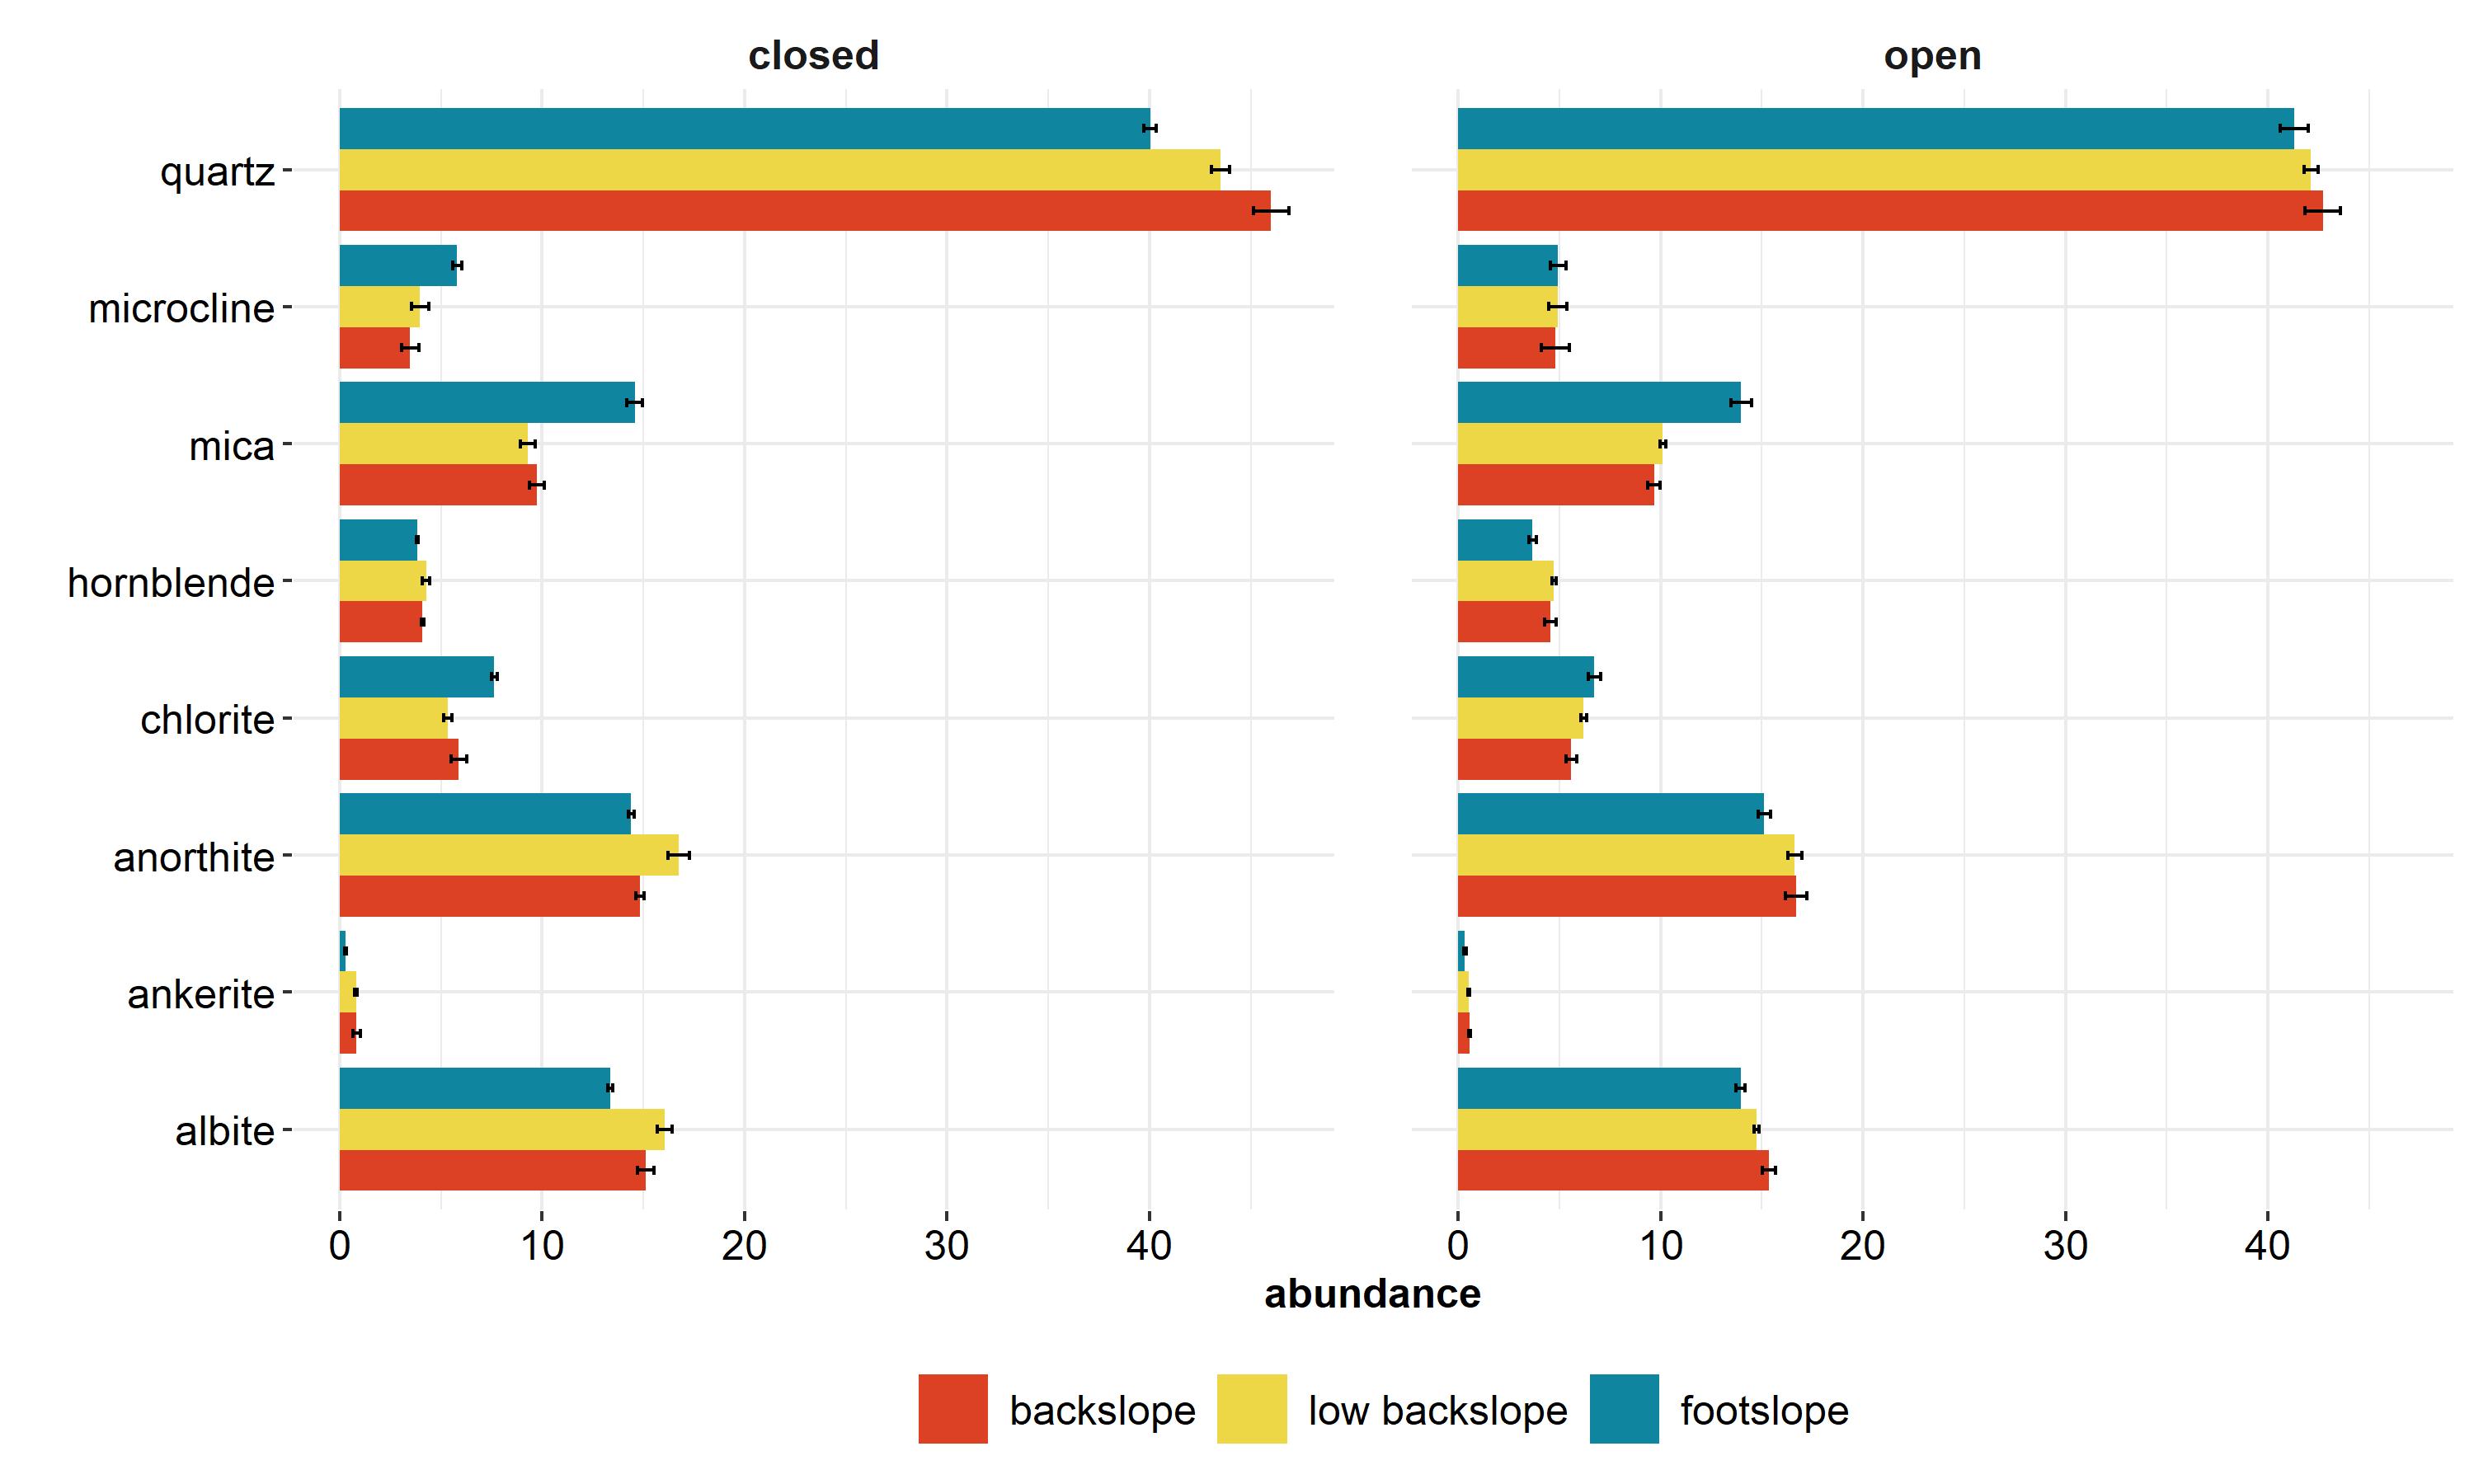 closed open
quartz
microcline
mica
hornblende
chlorite
anorthite
ankerite
albite
0 10 20 30 40 0 10 20 30 40
abundance
backslope low backslope footslope